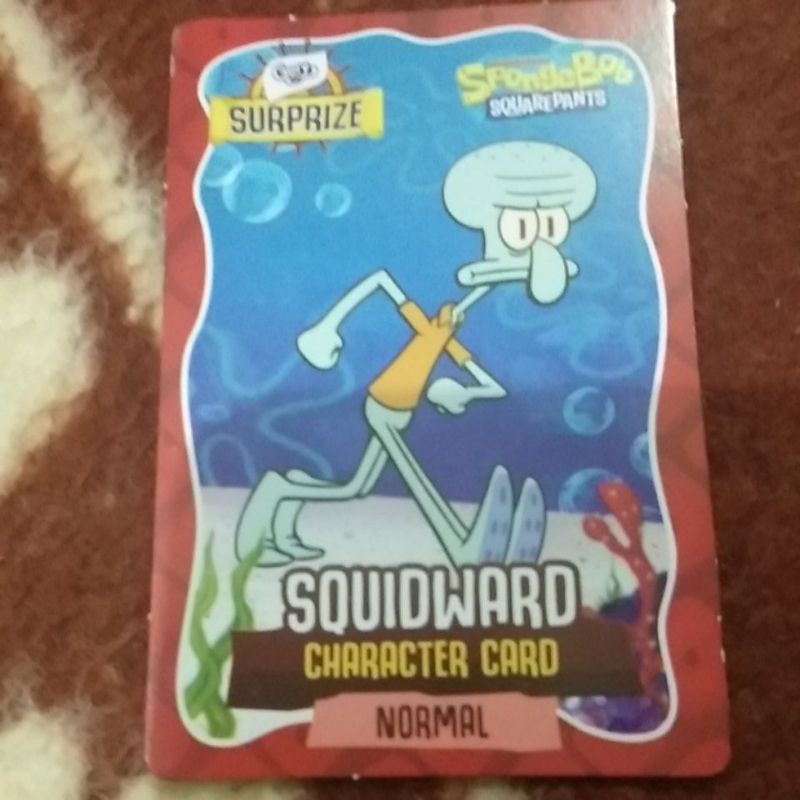 SURPRIZE
SPONGEBOB
SQUAREPANTS
SQUIDWARD
CHARACTER CARD
NORMAL